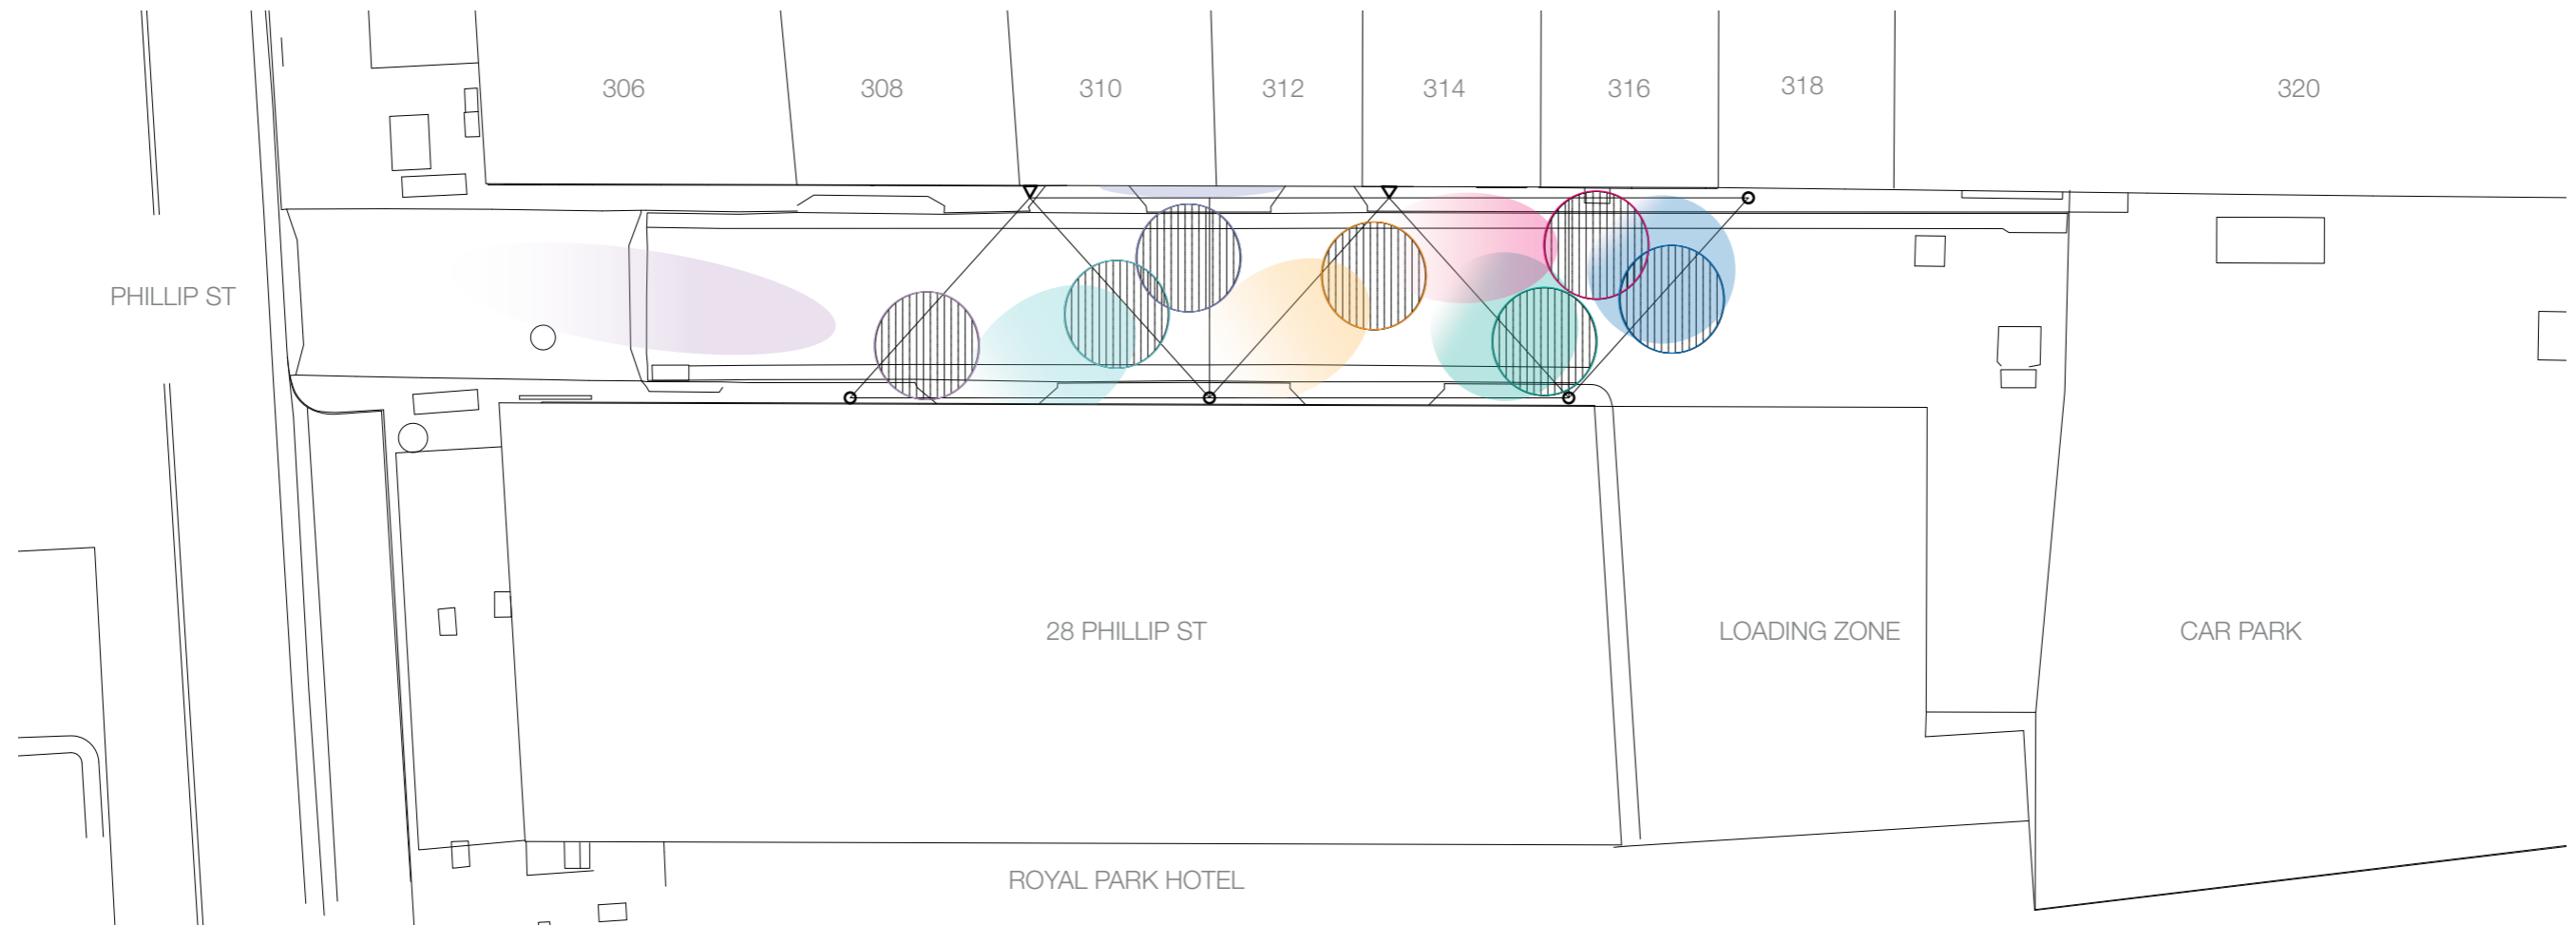 306
308
310
312
314
316
318
320
PHILLIP ST
28 PHILLIP ST
LOADING ZONE
CAR PARK
ROYAL PARK HOTEL